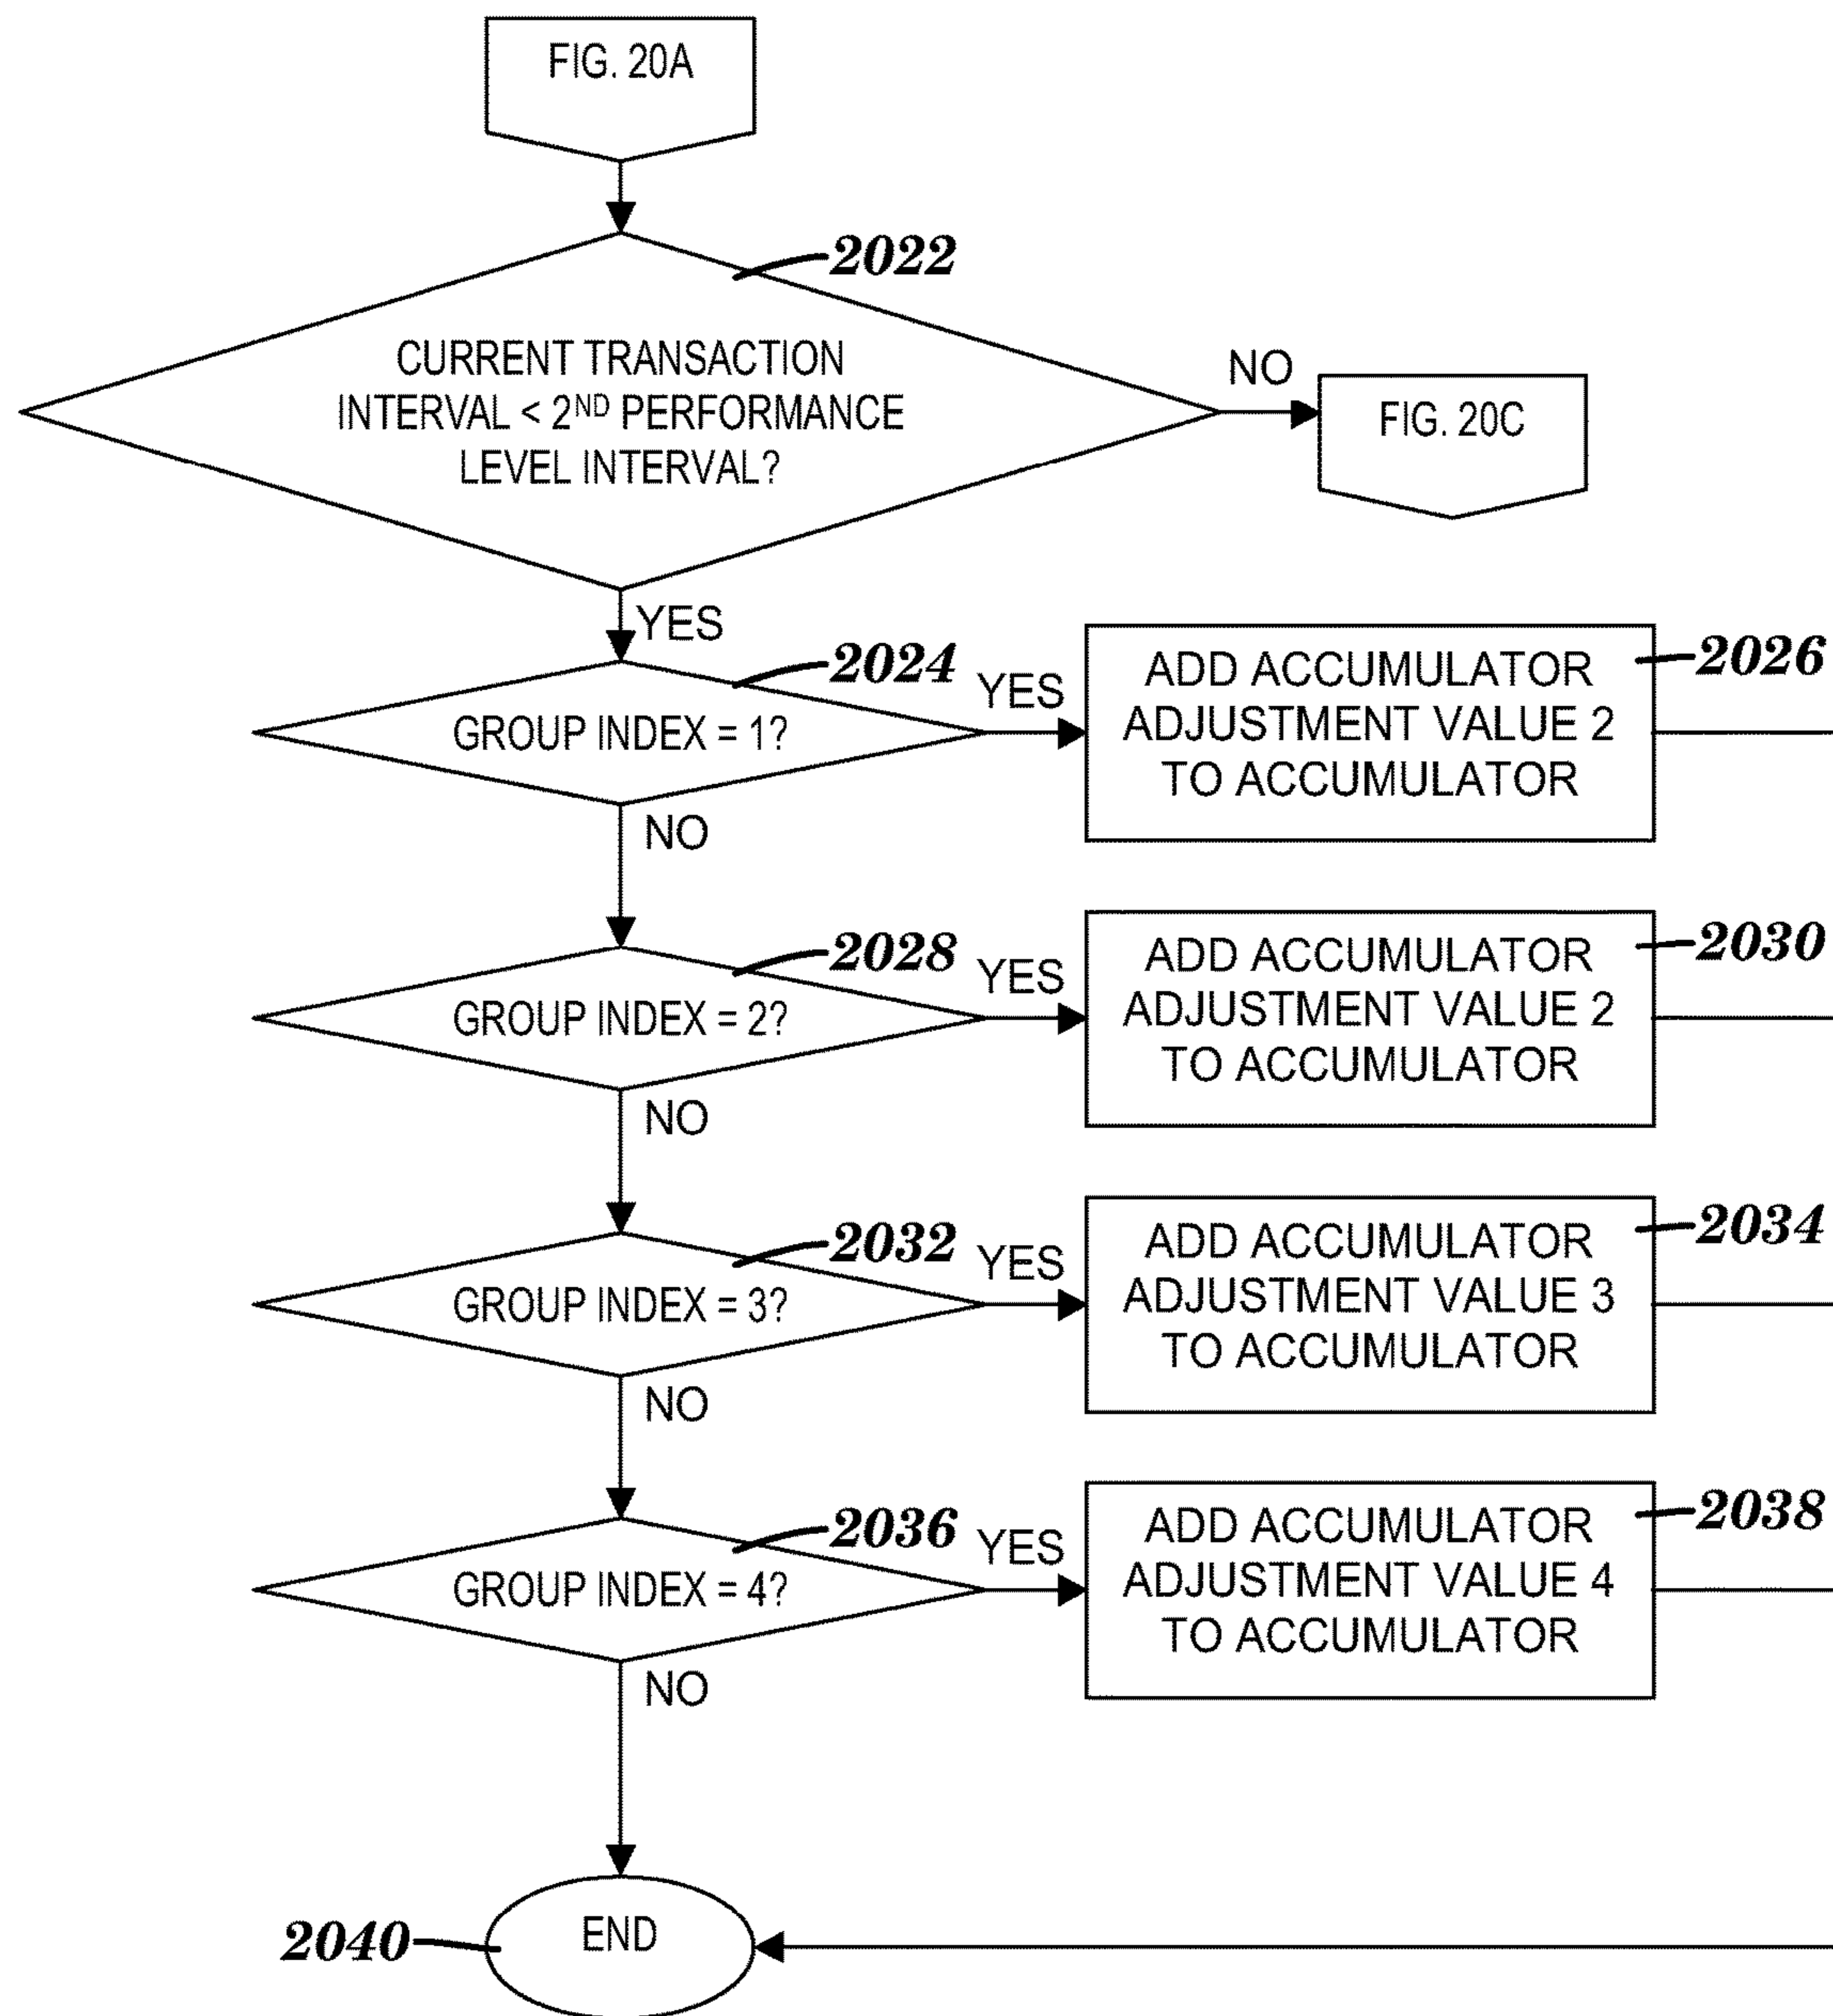 FIG. 20A
2022
CURRENT TRANSACTION
INTERVAL < 2ND PERFORMANCE
LEVEL INTERVAL?
NO
FIG. 20C
YES
2024
GROUP INDEX = 1?
YES
ADD ACCUMULATOR
ADJUSTMENT VALUE 2
TO ACCUMULATOR
2026
NO
2028
GROUP INDEX = 2?
YES
ADD ACCUMULATOR
ADJUSTMENT VALUE 2
TO ACCUMULATOR
2030
NO
2032
GROUP INDEX = 3?
YES
ADD ACCUMULATOR
ADJUSTMENT VALUE 3
TO ACCUMULATOR
2034
NO
2036
GROUP INDEX = 4?
YES
ADD ACCUMULATOR
ADJUSTMENT VALUE 4
TO ACCUMULATOR
2038
NO
2040
END